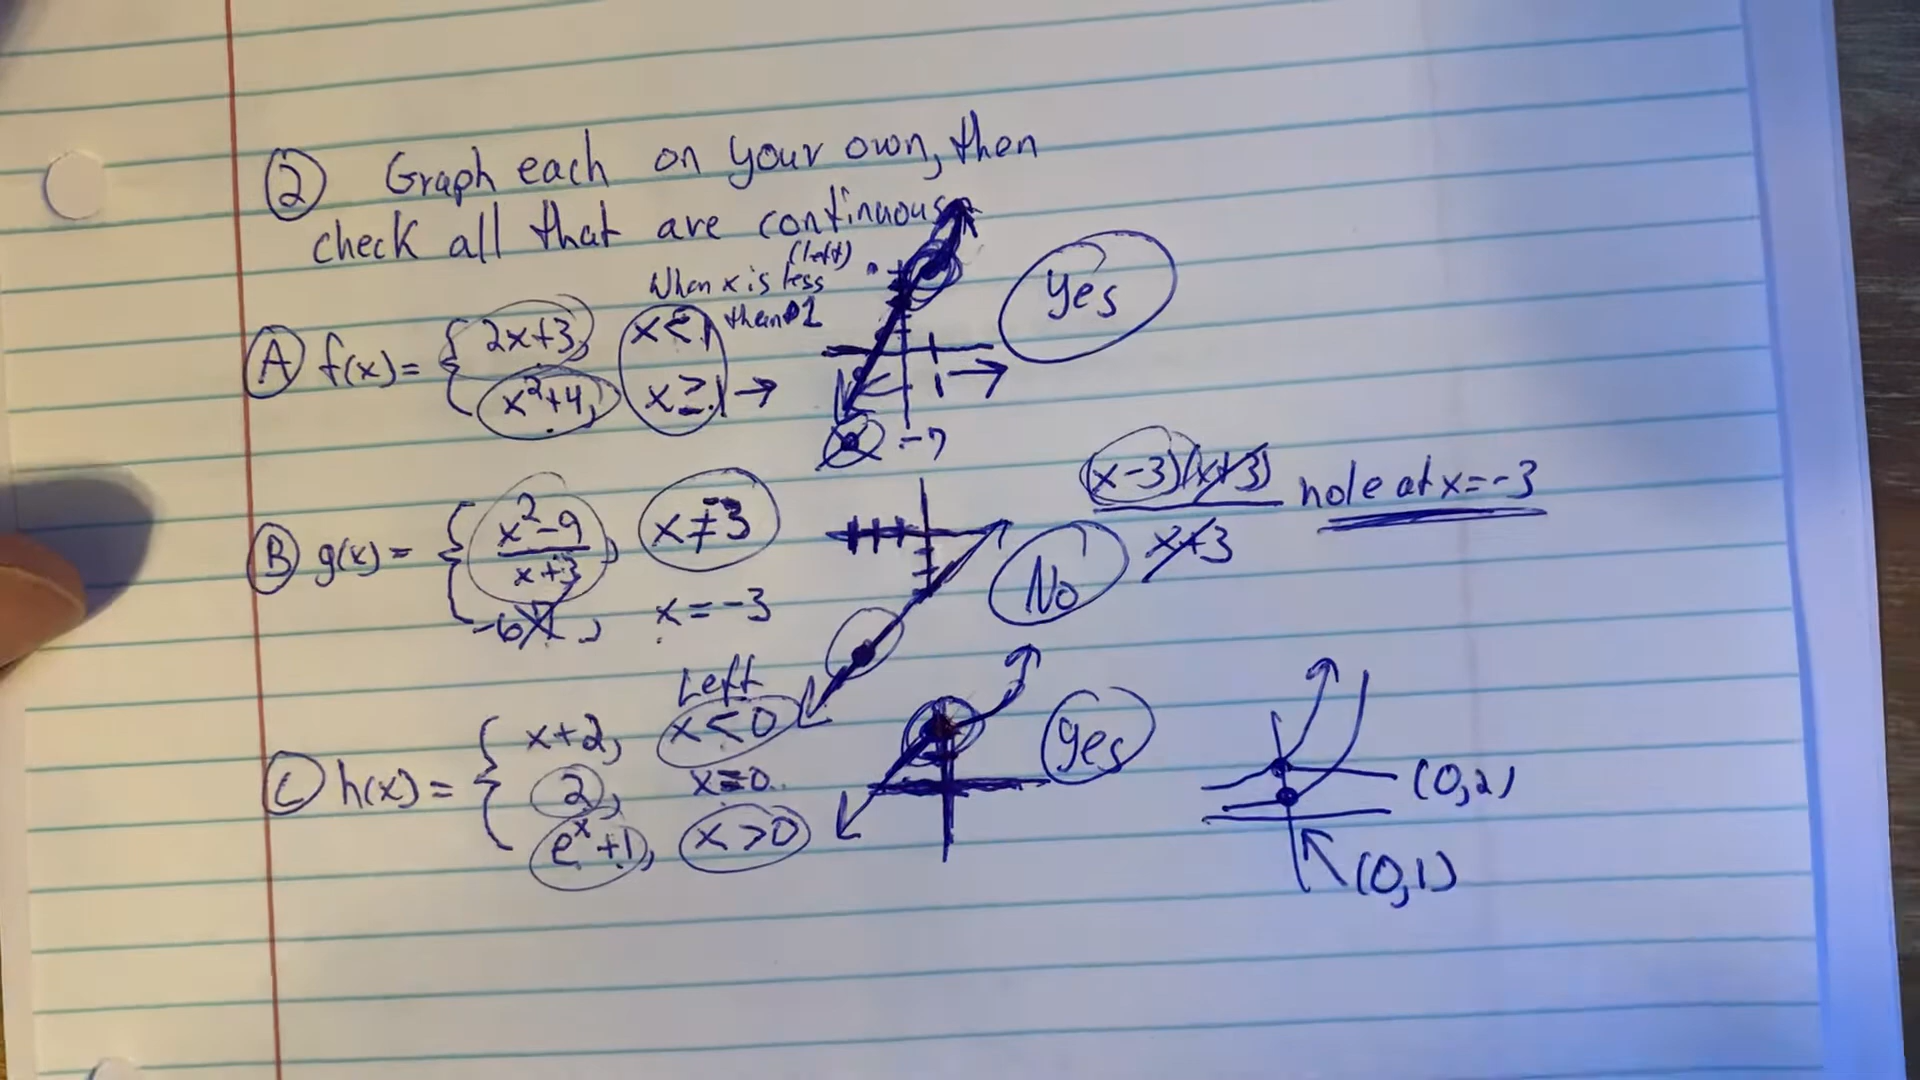 ② Graph each on your own, then
check all that are continuous
(left)
When x is less
than 1
Ⓐ f(x) = { 2x+3, x < 1
x²+4, x ≥ 1 →
1 →
Yes
-7
Ⓑ g(x) = { x²-9 / x+3, x ≠ 3
-6, x = -3
(x-3)(x+3) / x+3 hole at x=-3
No
Left
Ⓒ h(x) = { x+2, x < 0
2, x=0
eˣ+1, x > 0
Yes
(0,2)
(0,1)